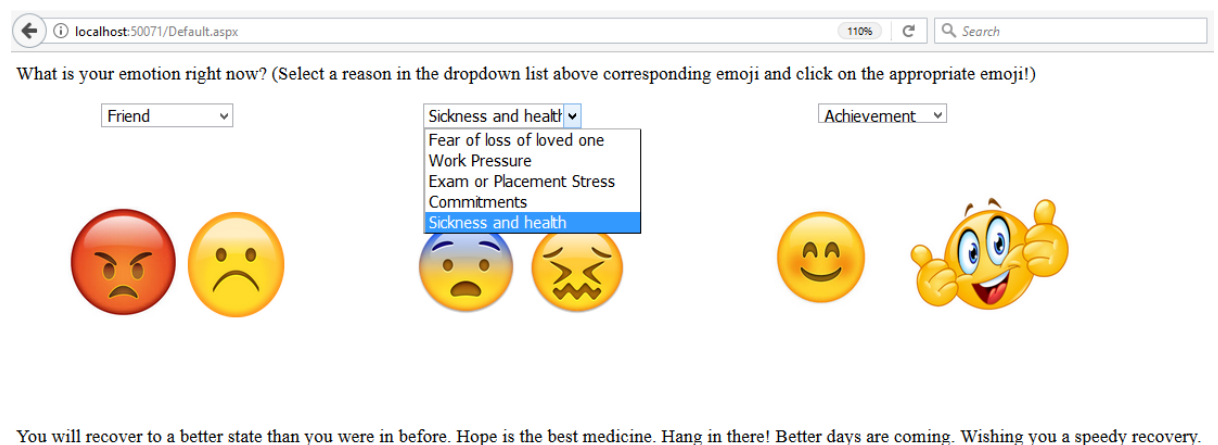 localhost:50071/Default.aspx 110% Search
What is your emotion right now? (Select a reason in the dropdown list above corresponding emoji and click on the appropriate emoji!)
Friend Sickness and healt Achievement
Fear of loss of loved one
Work Pressure
Exam or Placement Stress
Commitments
Sickness and health
You will recover to a better state than you were in before. Hope is the best medicine. Hang in there! Better days are coming. Wishing you a speedy recovery.